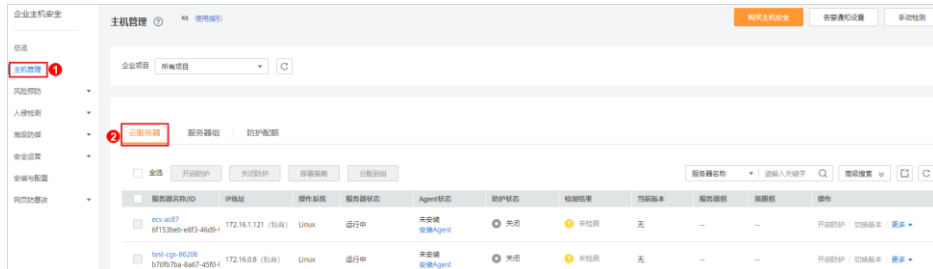 企业主机安全
主机管理 使用指引
购买主机安全 告警通知设置 手动检测
总览
主机管理 1
风险预防
入侵检测
高级防御
安全运营
安装与配置
网页防篡改
企业项目 所有项目
2 云服务器 服务器组 防护配额
全选 开启防护 关闭防护 部署策略 分配到组
服务器名称 请输入关键字 高级搜索
服务器名称/ID IP地址 操作系统 服务器状态 Agent状态 防护状态 检测结果 当前版本 服务器组 策略组 操作
ecs-ac87
6f153beb-e8f3-46d9-
172.16.1.121 (私有) Linux 运行中 未安装 安装Agent 关闭 未检测 无 -- -- 开启防护 切换版本 更多
test-cgs-86206
b70fb7ba-8a67-45f0-
172.16.0.8 (私有) Linux 运行中 未安装 安装Agent 关闭 未检测 无 -- -- 开启防护 切换版本 更多